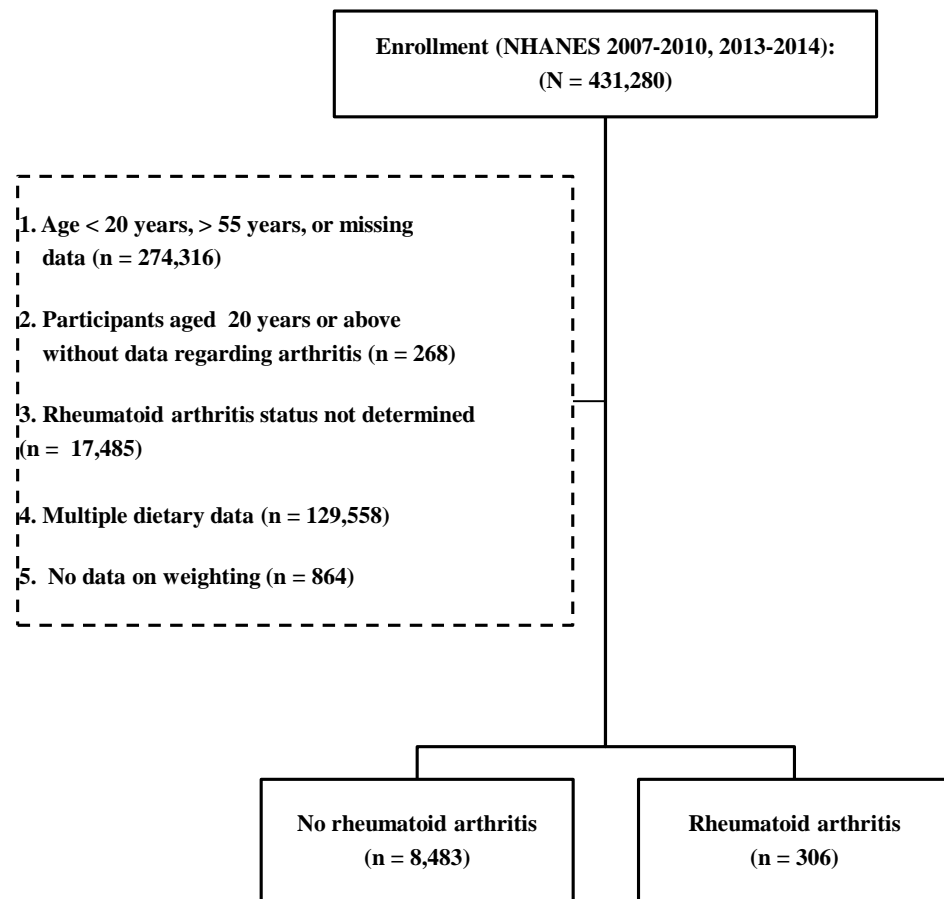 Enrollment (NHANES 2007-2010, 2013-2014):
(N = 431,280)
1. Age < 20 years, > 55 years, or missing
data (n = 274,316)
2. Participants aged  20 years or above
without data regarding arthritis (n = 268)
3. Rheumatoid arthritis status not determined
(n =  17,485)
4. Multiple dietary data (n = 129,558)
5.  No data on weighting (n = 864)
No rheumatoid arthritis
(n = 8,483)
Rheumatoid arthritis
(n = 306)